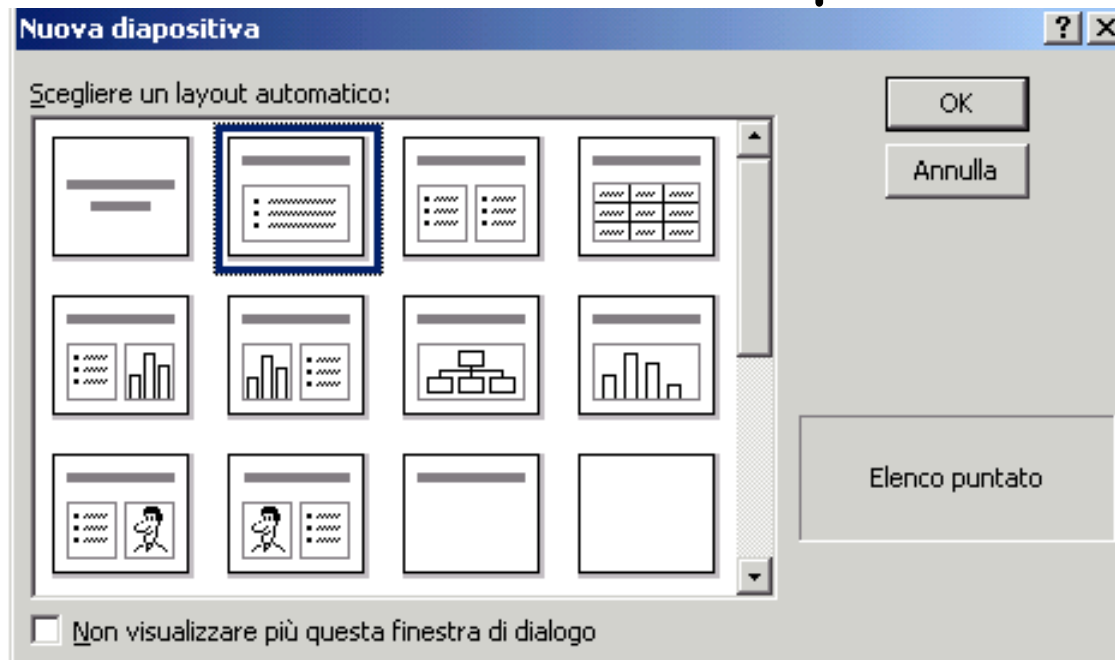 Nuova diapositiva
Scegliere un layout automatico:
OK
Annulla
Elenco puntato
Non visualizzare più questa finestra di dialogo